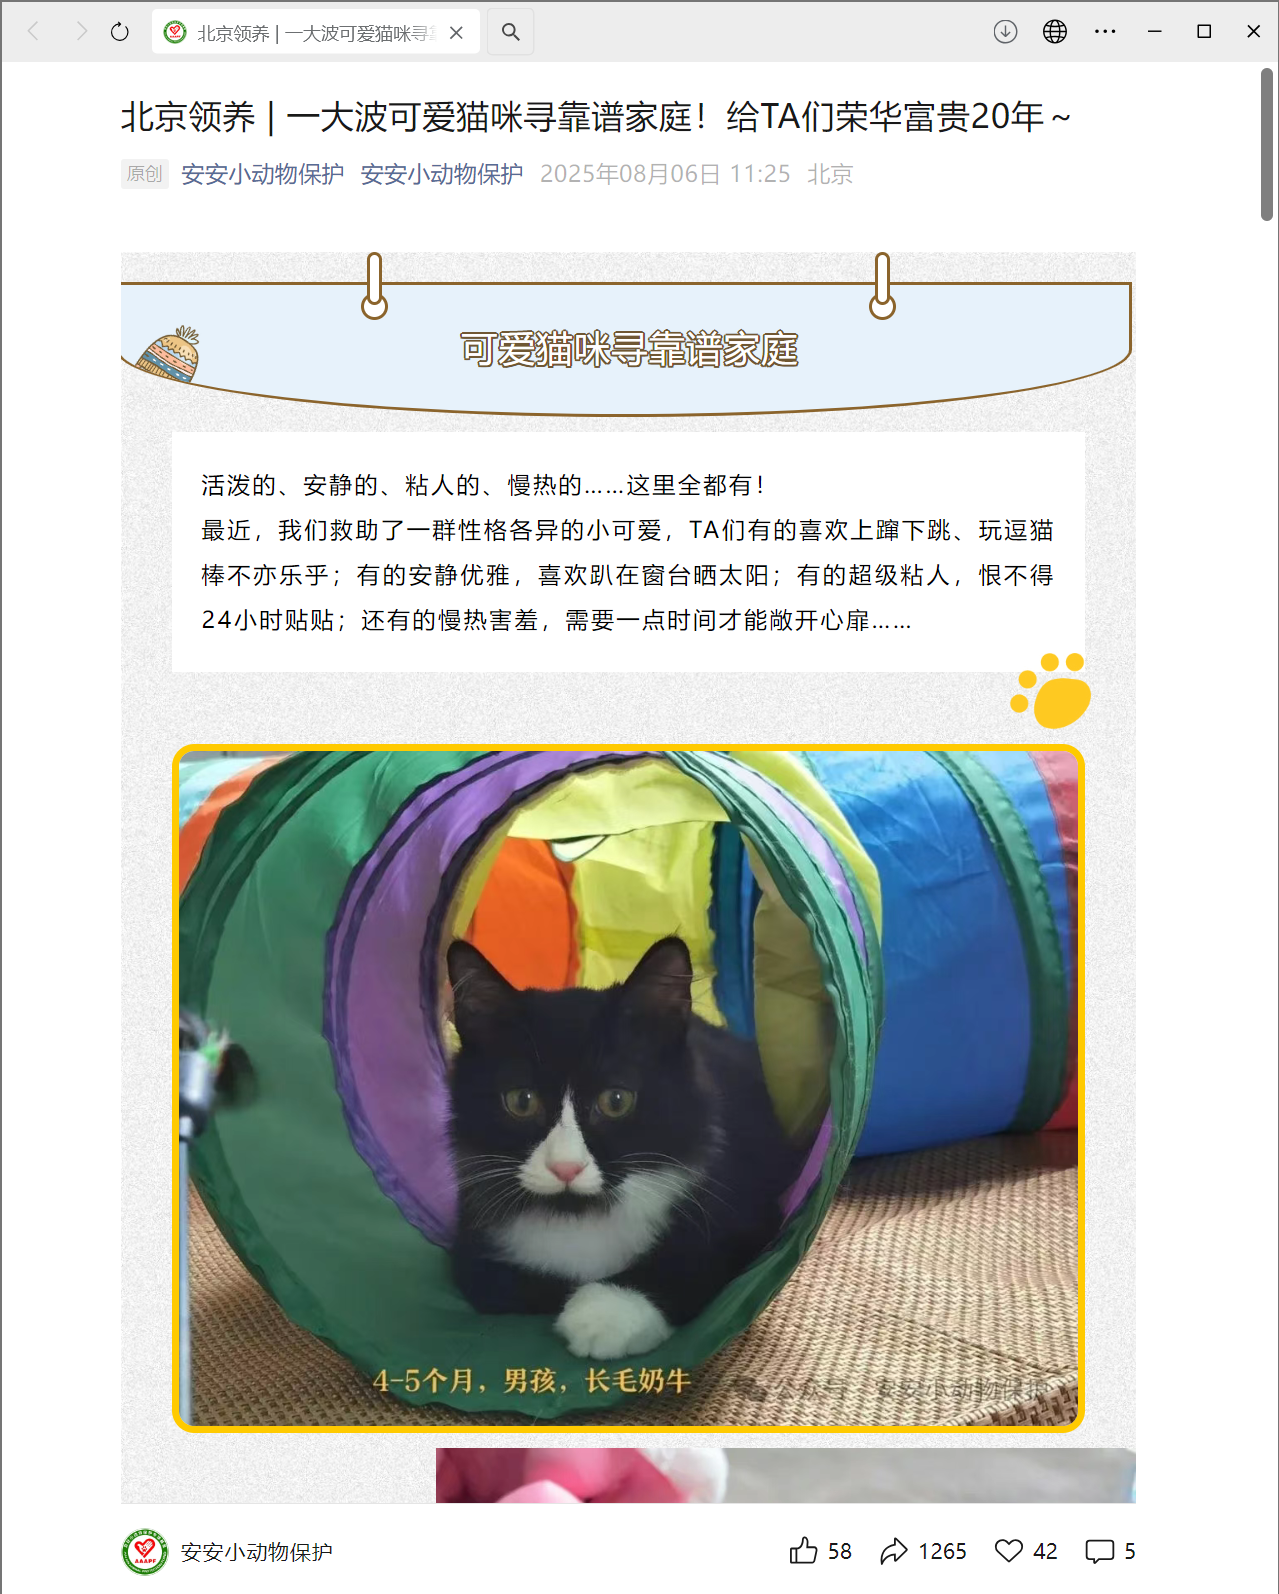 北京领养 | 一大波可爱猫咪寻
北京领养 | 一大波可爱猫咪寻靠谱家庭！给TA们荣华富贵20年～
原创 安安小动物保护 安安小动物保护 2025年08月06日 11:25 北京
可爱猫咪寻靠谱家庭
活泼的、安静的、粘人的、慢热的……这里全都有！
最近，我们救助了一群性格各异的小可爱，TA们有的喜欢上蹿下跳、玩逗猫
棒不亦乐乎；有的安静优雅，喜欢趴在窗台晒太阳；有的超级粘人，恨不得
24小时贴贴；还有的慢热害羞，需要一点时间才能敞开心扉……
4-5个月，男孩，长毛奶牛
公众号 · 安安小动物保护
安安小动物保护 58 1265 42 5